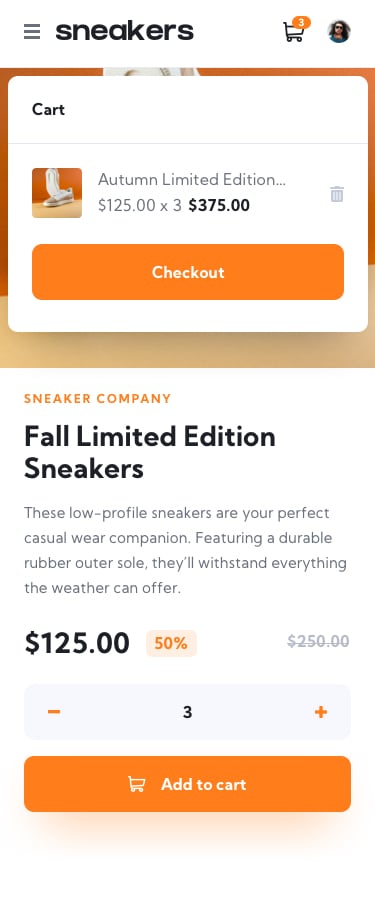 sneakers
3
Cart
Autumn Limited Edition...
$125.00 x 3 $375.00
Checkout
SNEAKER COMPANY
Fall Limited Edition
Sneakers
These low-profile sneakers are your perfect
casual wear companion. Featuring a durable
rubber outer sole, they’ll withstand everything
the weather can offer.
$125.00 50% $250.00
3
Add to cart